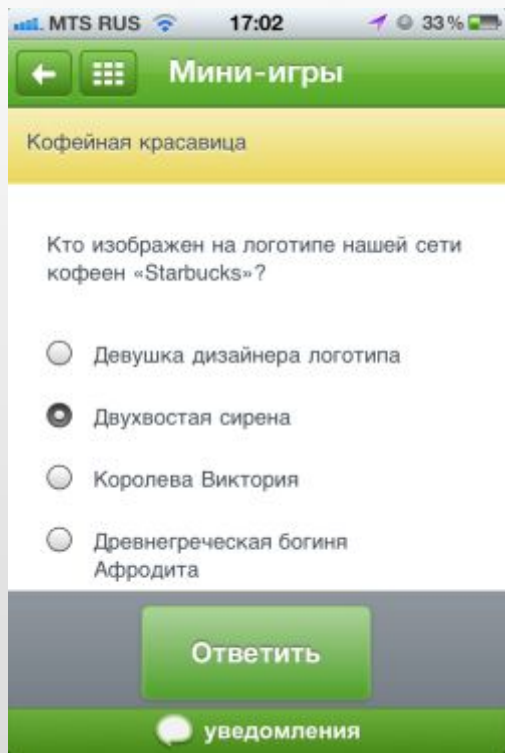 MTS RUS 17:02 33 %
Мини-игры
Кофейная красавица
Кто изображен на логотипе нашей сети
кофеен «Starbucks»?
Девушка дизайнера логотипа
Двухвостая сирена
Королева Виктория
Древнегреческая богиня
Афродита
Ответить
уведомления